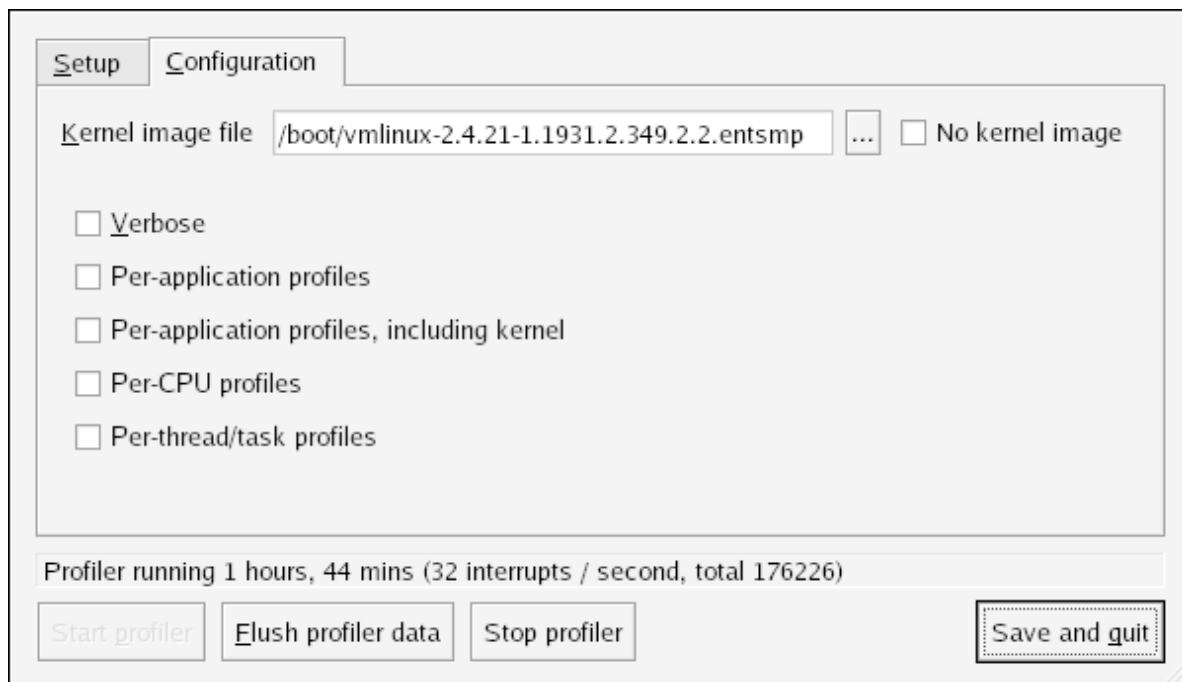 Setup Configuration
Kernel image file /boot/vmlinux-2.4.21-1.1931.2.349.2.2.entsmp ... No kernel image
Verbose
Per-application profiles
Per-application profiles, including kernel
Per-CPU profiles
Per-thread/task profiles
Profiler running 1 hours, 44 mins (32 interrupts / second, total 176226)
Start profiler Flush profiler data Stop profiler Save and quit